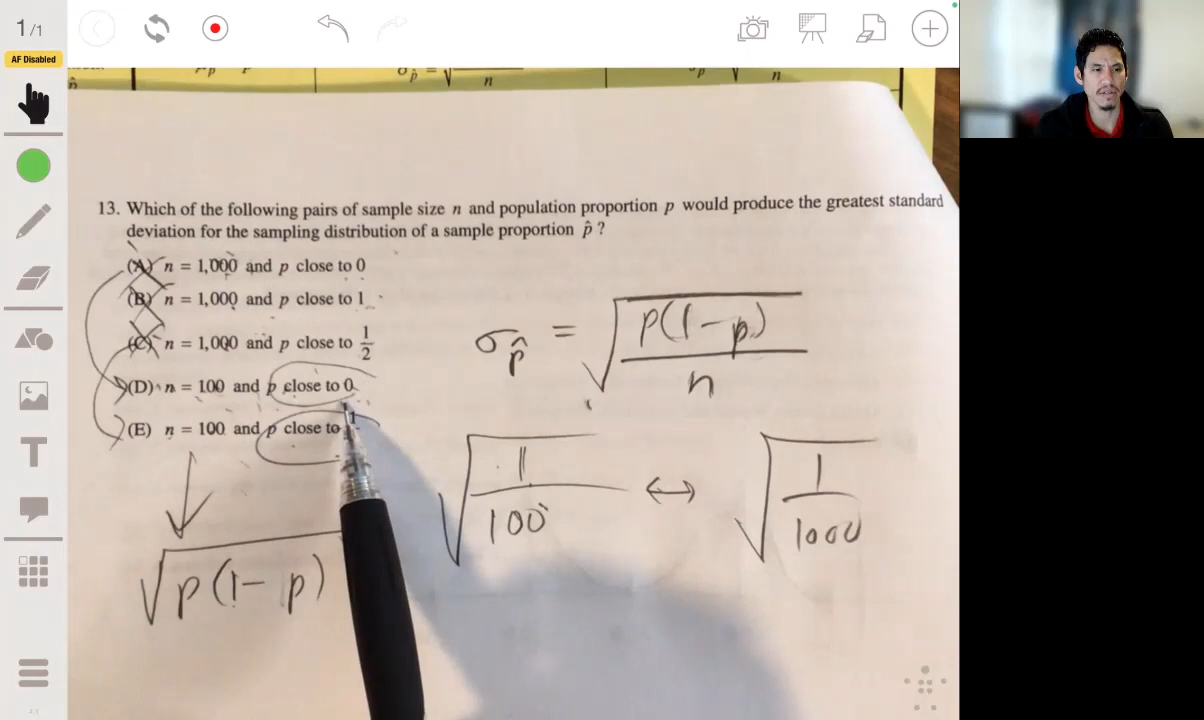 1/1
AF Disabled
n
n
13. Which of the following pairs of sample size n and population proportion p would produce the greatest standard
deviation for the sampling distribution of a sample proportion p̂ ?
(A) n = 1,000 and p close to 0
(B) n = 1,000 and p close to 1
(C) n = 1,000 and p close to 1/2
(D) n = 100 and p close to 0
(E) n = 100 and p close to
σp̂ = √(p(1-p)/n)
√(1/100) ↔ √(1/1000)
√p(1-p)
T